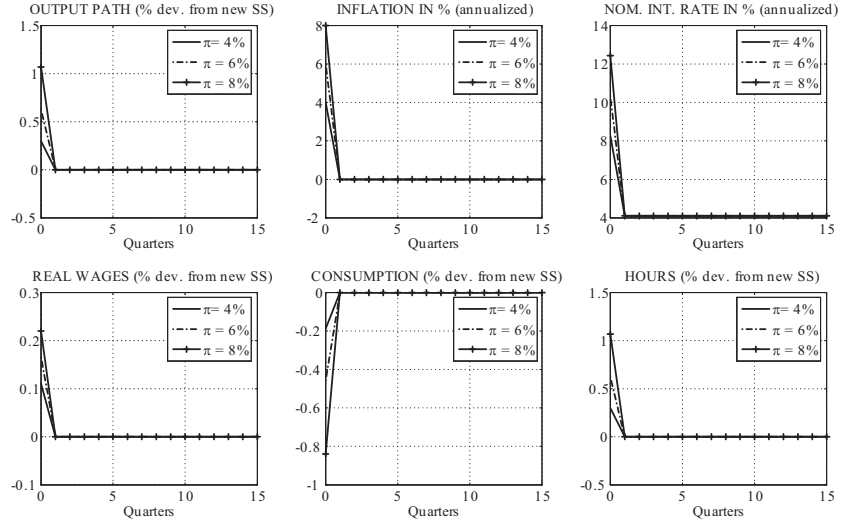 OUTPUT PATH (% dev. from new SS)
1.5
1
0.5
0
-0.5
0 5 10 15
Quarters
π= 4%
π = 6%
π = 8%
INFLATION IN % (annualized)
8
6
4
2
0
-2
0 5 10 15
Quarters
π= 4%
π = 6%
π = 8%
NOM. INT. RATE IN % (annualized)
14
12
10
8
6
4
0 5 10 15
Quarters
π= 4%
π = 6%
π = 8%
REAL WAGES (% dev. from new SS)
0.3
0.2
0.1
0
-0.1
0 5 10 15
Quarters
π= 4%
π = 6%
π = 8%
CONSUMPTION (% dev. from new SS)
0
-0.2
-0.4
-0.6
-0.8
-1
0 5 10 15
Quarters
π= 4%
π = 6%
π = 8%
HOURS (% dev. from new SS)
1.5
1
0.5
0
-0.5
0 5 10 15
Quarters
π= 4%
π = 6%
π = 8%